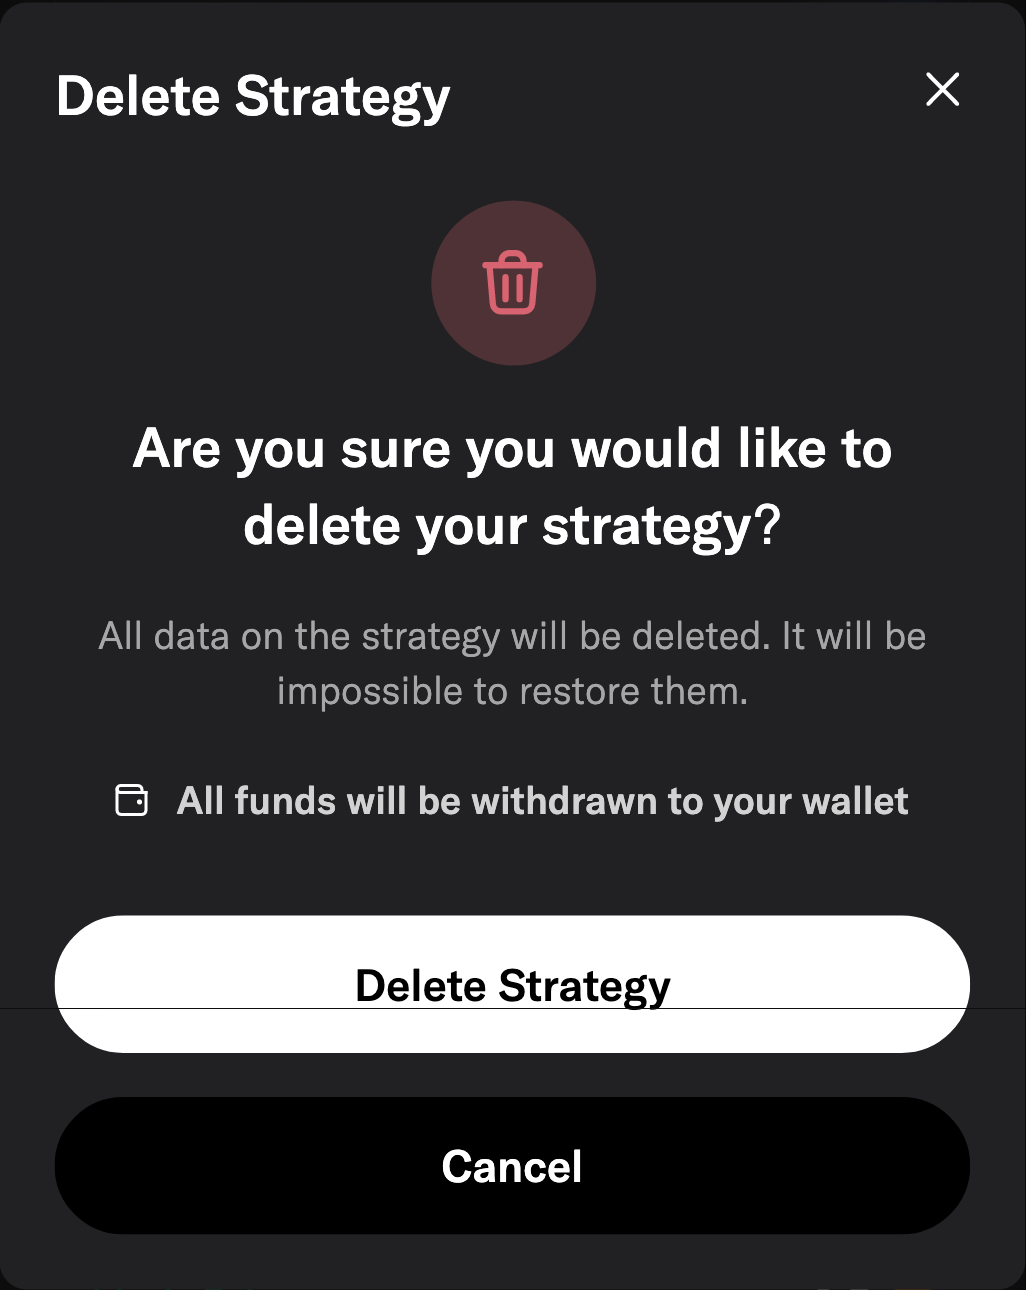 Delete Strategy
Are you sure you would like to
delete your strategy?
All data on the strategy will be deleted. It will be
impossible to restore them.
All funds will be withdrawn to your wallet
Delete Strategy
Cancel